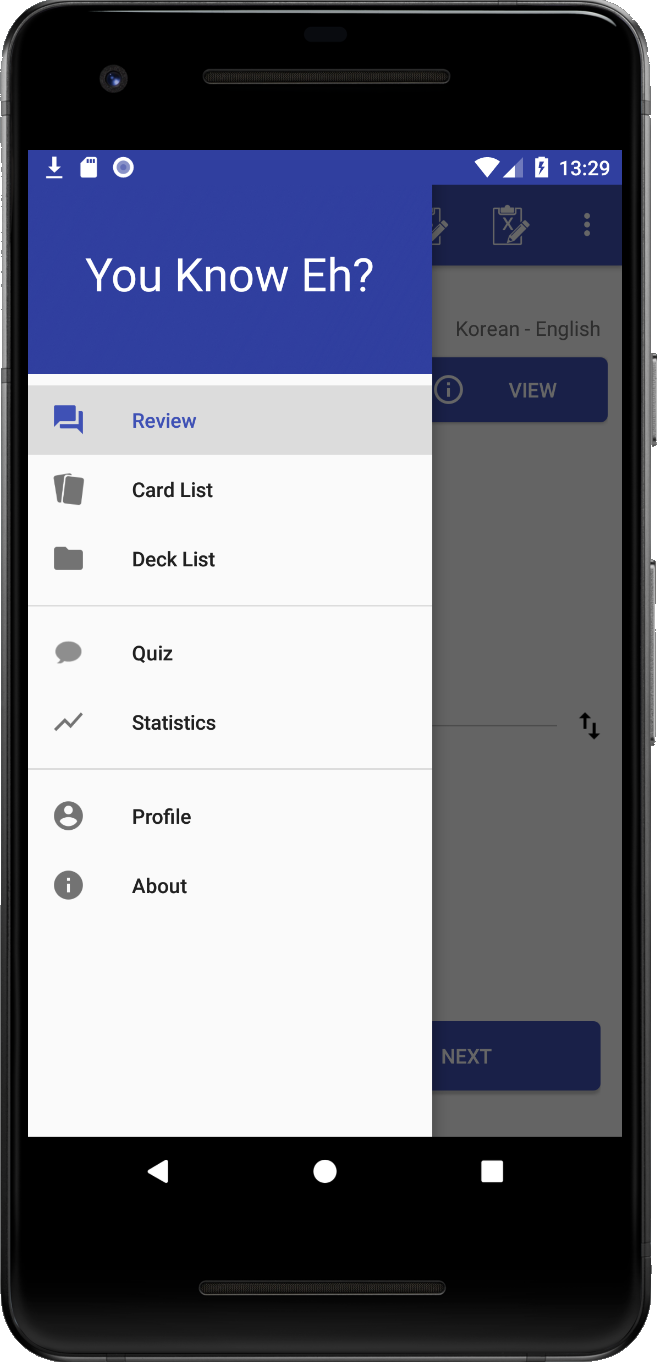 13:29
You Know Eh?
Korean - English
VIEW
Review
Card List
Deck List
Quiz
Statistics
Profile
About
NEXT